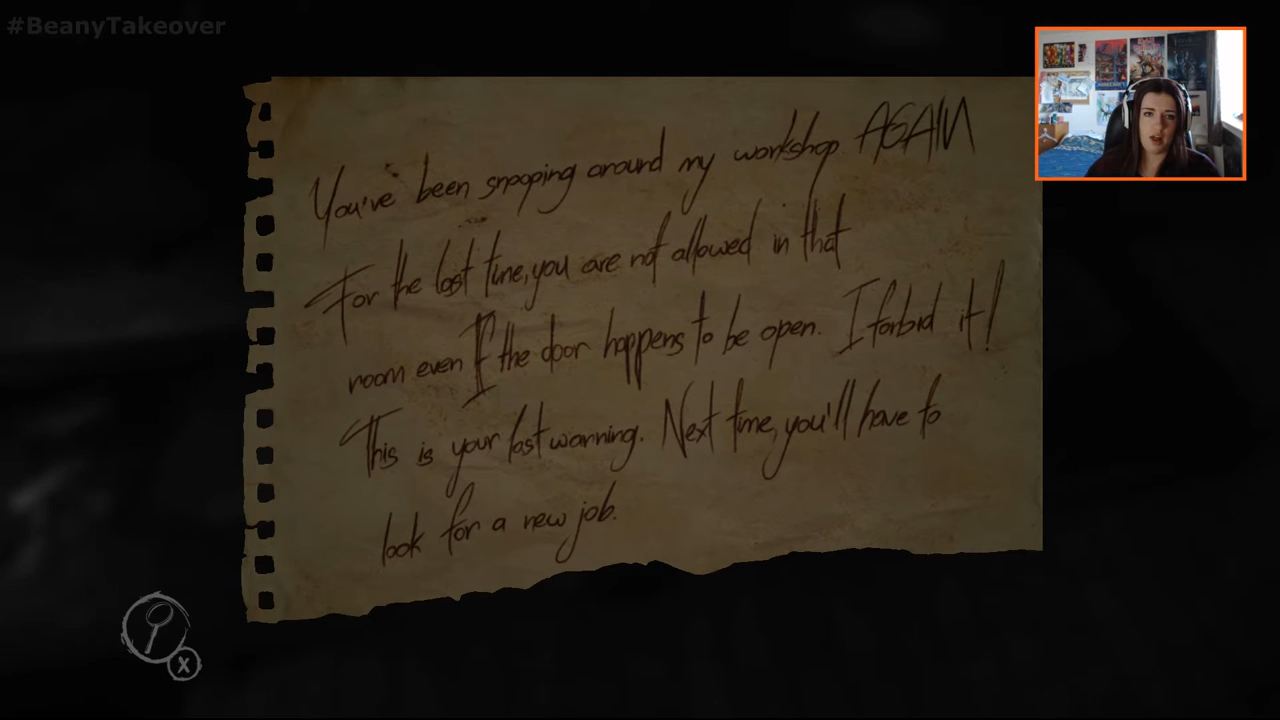 #BeanyTakeover
You've been snooping around my workshop AGAIN
For the last time, you are not allowed in that
room even If the door happens to be open. I forbid it!
This is your last warning. Next time, you'll have to
look for a new job.
X